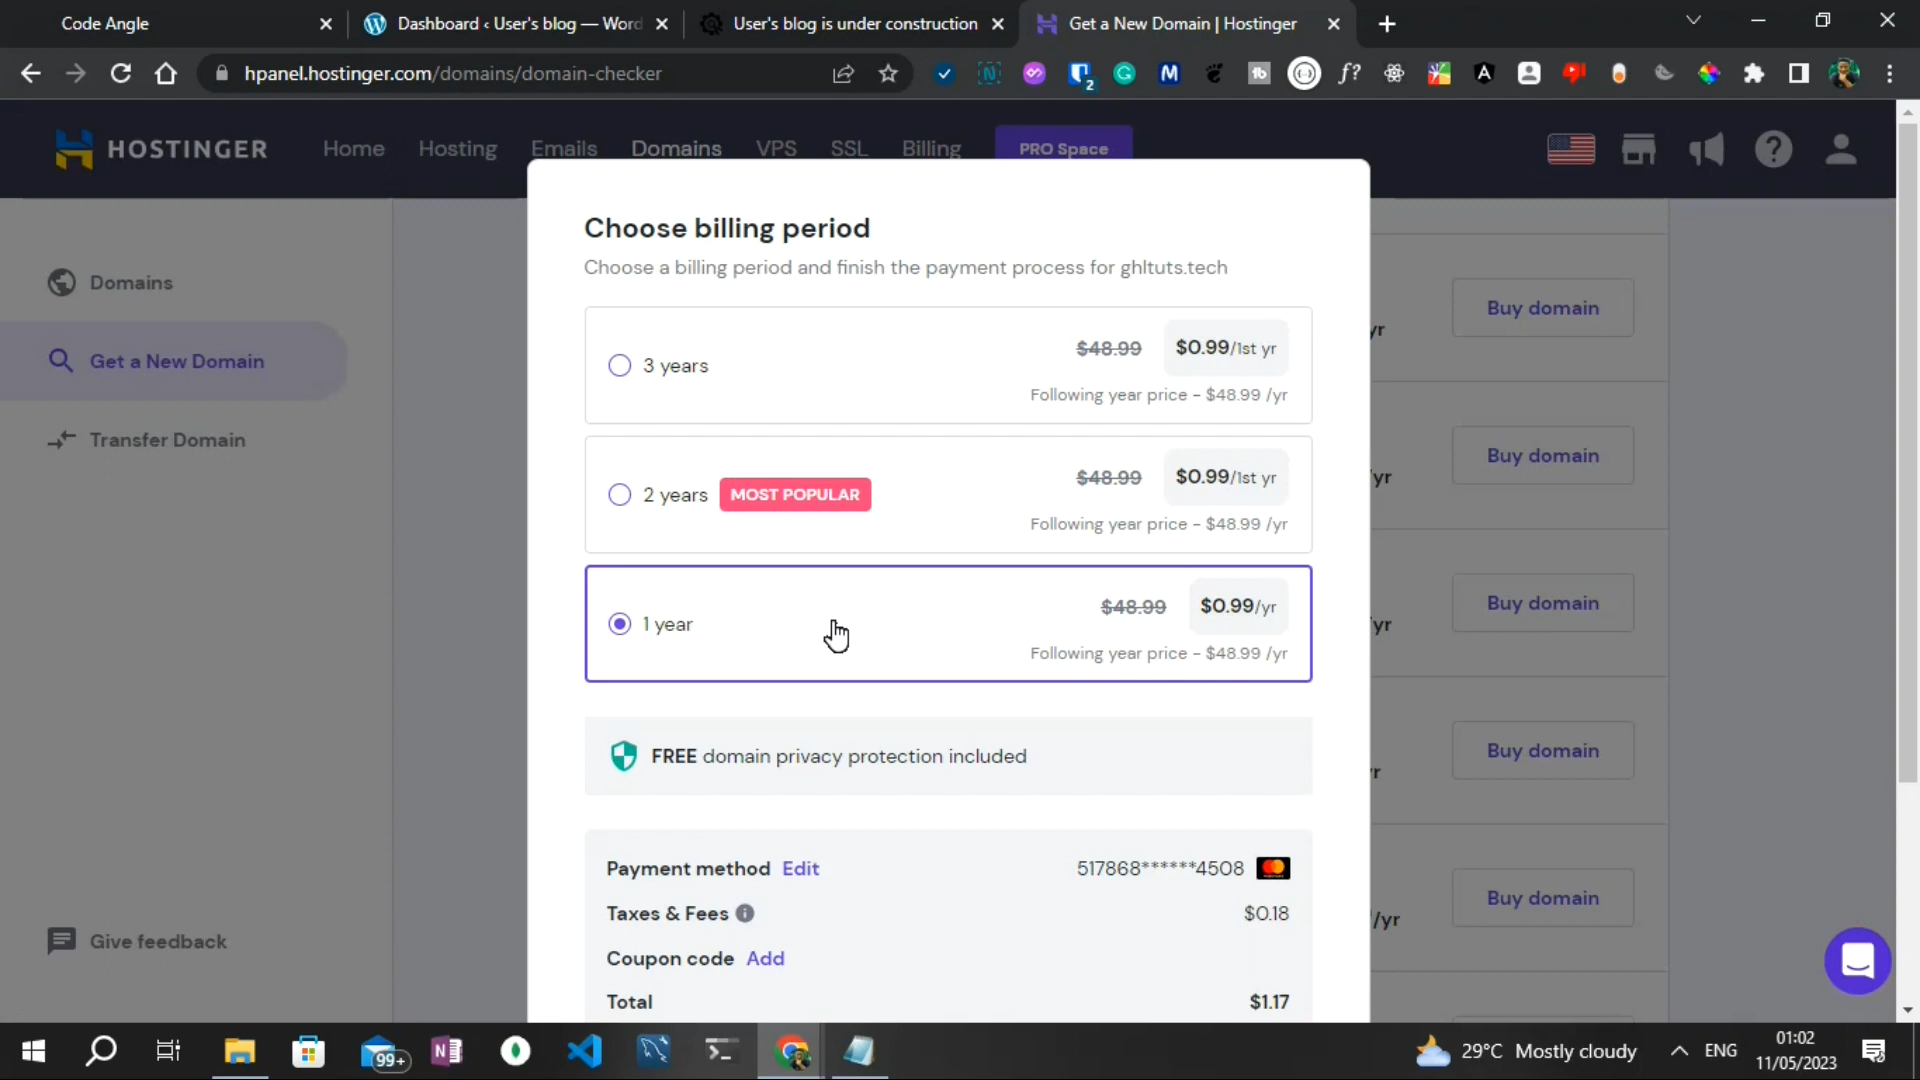 Code Angle
Dashboard ‹ User's blog — Word
User's blog is under construction
Get a New Domain | Hostinger
hpanel.hostinger.com/domains/domain-checker
HOSTINGER
Home
Hosting
Emails
Domains
VPS
SSL
Billing
PRO Space
Domains
Get a New Domain
Transfer Domain
Give feedback
Choose billing period
Choose a billing period and finish the payment process for ghltuts.tech
3 years
$48.99 $0.99/1st yr
Following year price - $48.99 /yr
2 years MOST POPULAR
$48.99 $0.99/1st yr
Following year price - $48.99 /yr
1 year
$48.99 $0.99/yr
Following year price - $48.99 /yr
FREE domain privacy protection included
Payment method Edit 517868******4508
Taxes & Fees $0.18
Coupon code Add
Total $1.17
Buy domain
yr
Buy domain
yr
Buy domain
yr
Buy domain
r
Buy domain
/yr
99+
29°C Mostly cloudy
ENG
01:02
11/05/2023